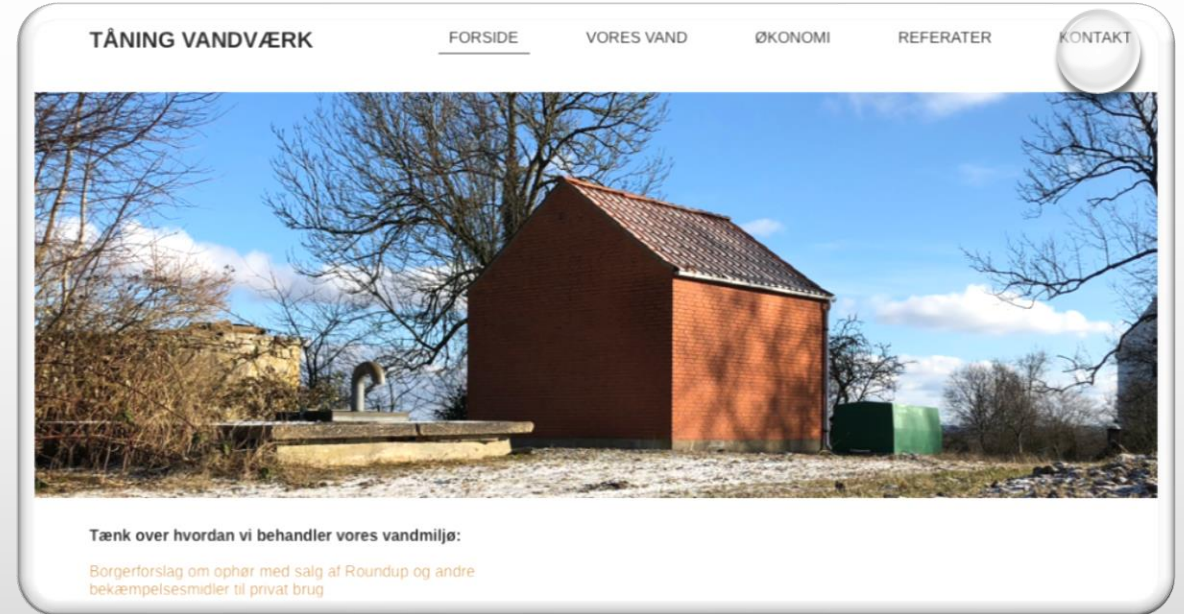 TÅNING VANDVÆRK
FORSIDE
VORES VAND
ØKONOMI
REFERATER
KONTAKT
Tænk over hvordan vi behandler vores vandmiljø:
Borgerforslag om ophør med salg af Roundup og andre
bekæmpelsesmidler til privat brug